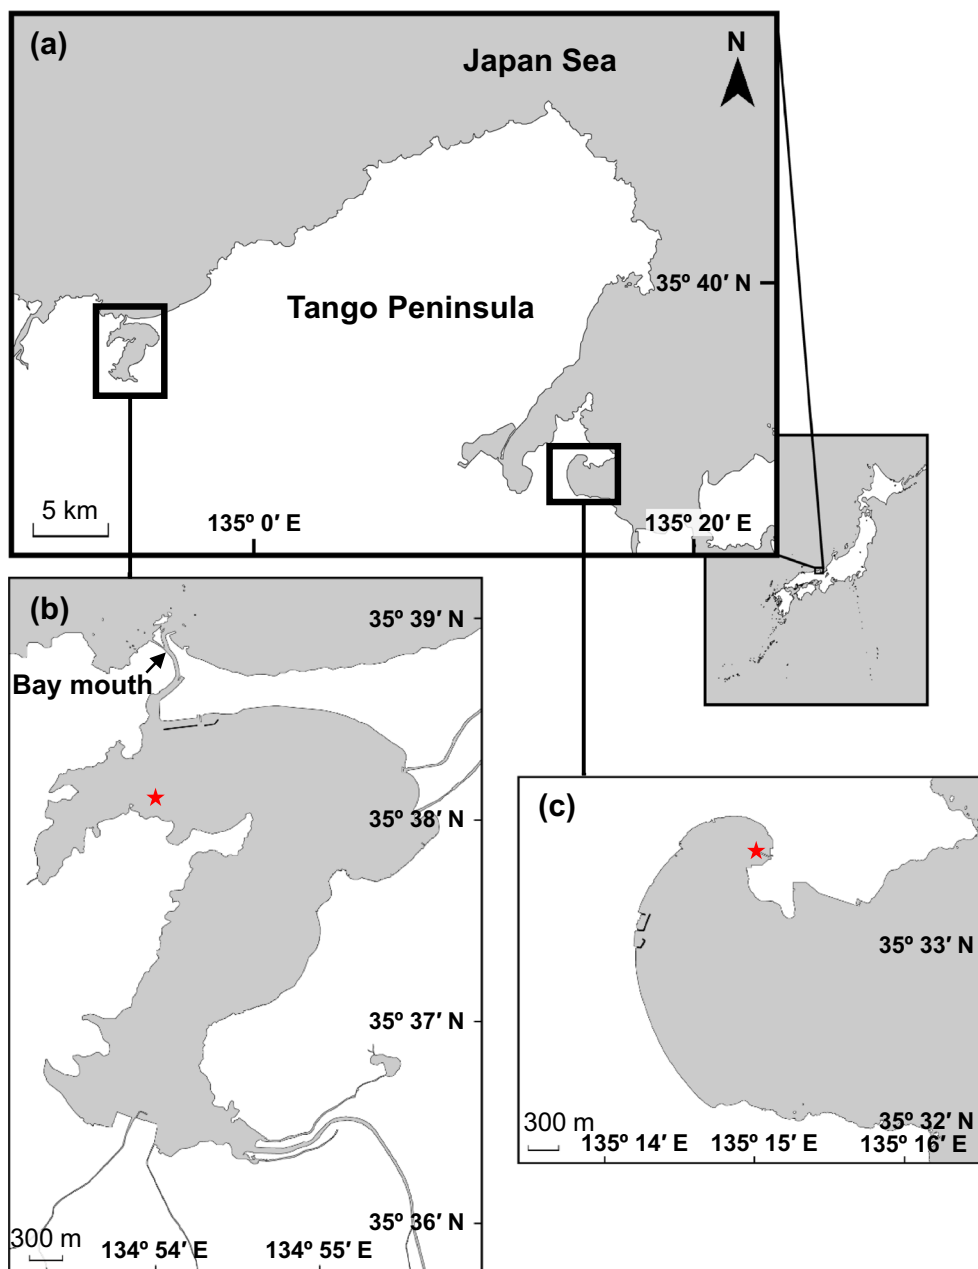 (a)
Japan Sea
N
35º 40′ N
Tango Peninsula
5 km
135º 0′ E
135º 20′ E
(b)
35º 39′ N
Bay mouth
35º 38′ N
35º 37′ N
35º 36′ N
300 m
134º 54′ E
134º 55′ E
(c)
35º 33′ N
35º 32′ N
300 m
135º 14′ E
135º 15′ E
135º 16′ E